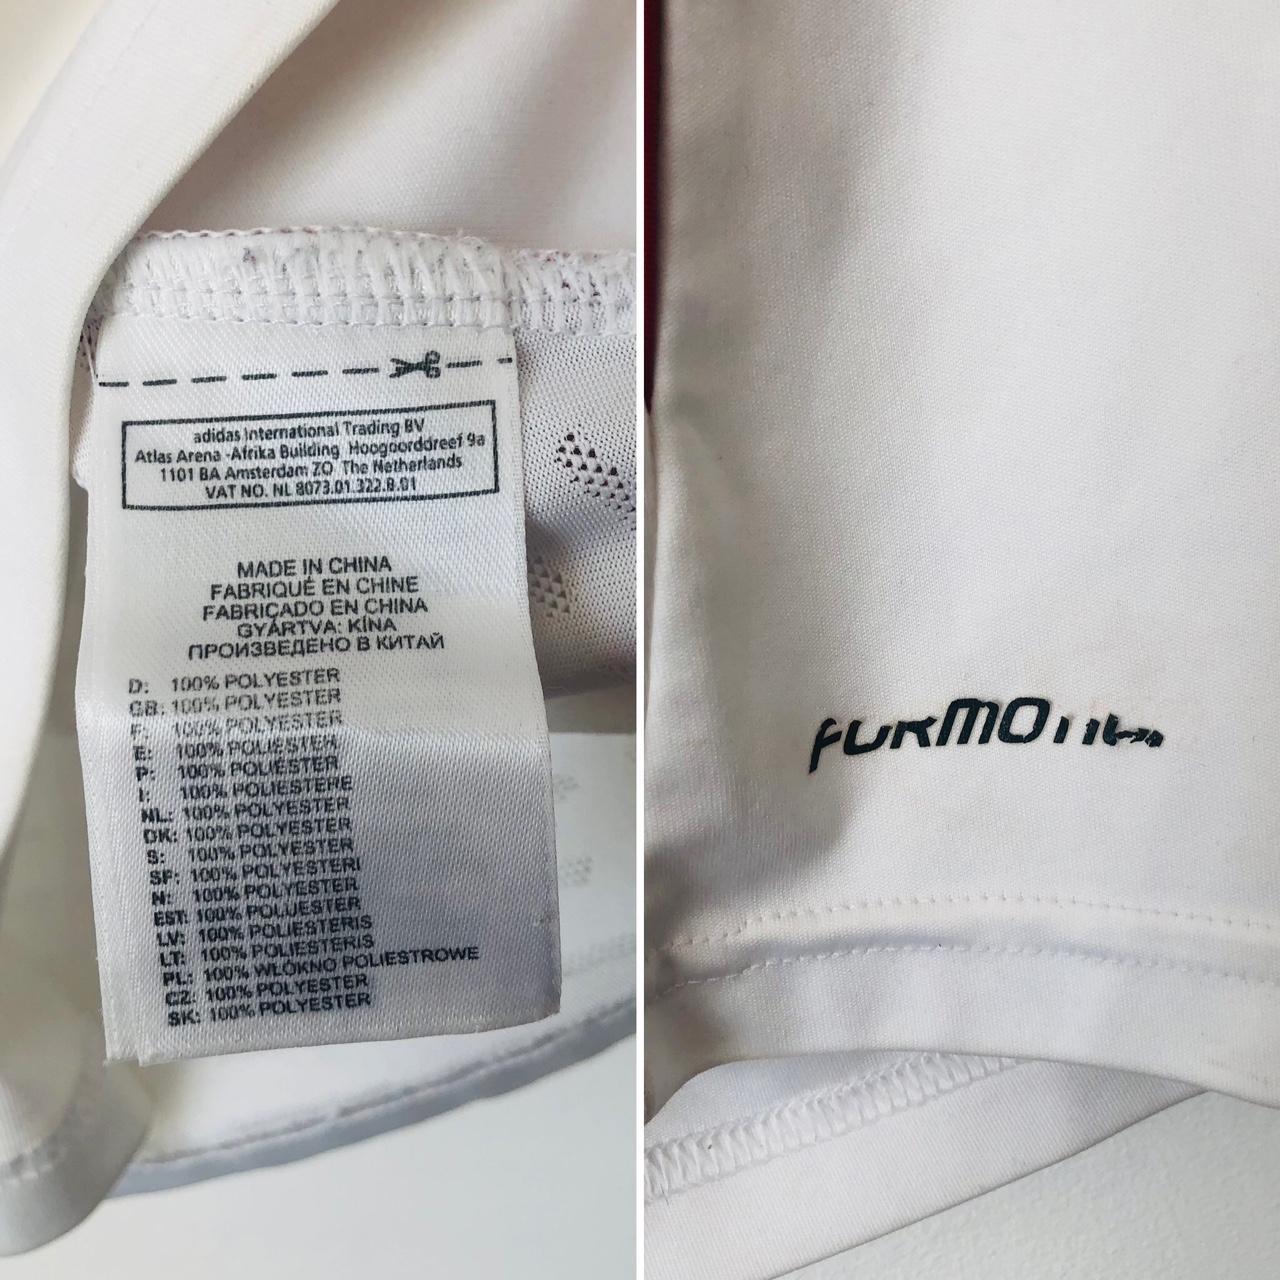 adidas International Trading BV
Atlas Arena -Afrika Building Hoogoorddreef 9a
1101 BA Amsterdam ZO The Netherlands
VAT NO. NL 8073.01.322.B.01
MADE IN CHINA
FABRIQUÉ EN CHINE
FABRICADO EN CHINA
GYÁRTVA: KÍNA
ПРОИЗВЕДЕНО В КИТАЙ
D: 100% POLYESTER
GB: 100% POLYESTER
F: 100% POLYESTER
E: 100% POLIESTER
P: 100% POLIESTER
I: 100% POLIESTERE
NL: 100% POLYESTER
DK: 100% POLYESTER
S: 100% POLYESTER
SF: 100% POLYESTERI
N: 100% POLYESTER
EST: 100% POLUESTER
LV: 100% POLIESTERIS
LT: 100% POLIESTERIS
PL: 100% WŁÓKNO POLIESTROWE
CZ: 100% POLYESTER
SK: 100% POLYESTER